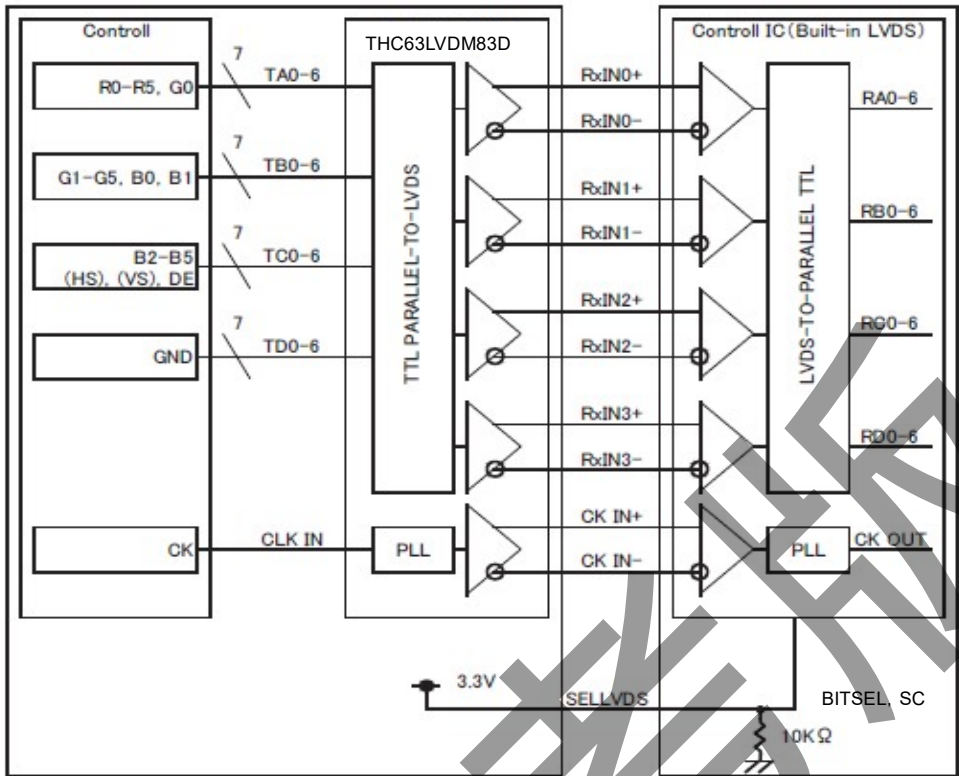 Controll
THC63LVDM83D
Controll IC(Built-in LVDS)
R0-R5, G0
7
TA0-6
RxIN0+
RxIN0-
RA0-6
G1-G5, B0, B1
7
TB0-6
RxIN1+
RxIN1-
RB0-6
B2-B5
(HS), (VS), DE
7
TC0-6
RxIN2+
RxIN2-
RC0-6
GND
7
TD0-6
RxIN3+
RxIN3-
RD0-6
TTL PARALLEL-TO-LVDS
LVDS-TO-PARALLEL TTL
CK
CLK IN
PLL
CK IN+
CK IN-
PLL
CK OUT
3.3V
SELLVDS
BITSEL, SC
10KΩ